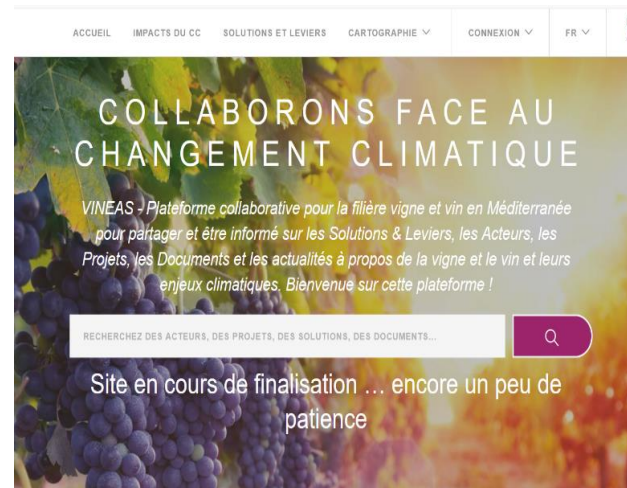 ACCUEIL IMPACTS DU CC SOLUTIONS ET LEVIERS CARTOGRAPHIE CONNEXION FR
COLLABORONS FACE AU
CHANGEMENT CLIMATIQUE
VINEAS - Plateforme collaborative pour la filière vigne et vin en Méditerranée
pour partager et être informé sur les Solutions & Leviers, les Acteurs, les
Projets, les Documents et les actualités à propos de la vigne et le vin et leurs
enjeux climatiques. Bienvenue sur cette plateforme !
RECHERCHEZ DES ACTEURS, DES PROJETS, DES SOLUTIONS, DES DOCUMENTS...
Site en cours de finalisation … encore un peu de
patience